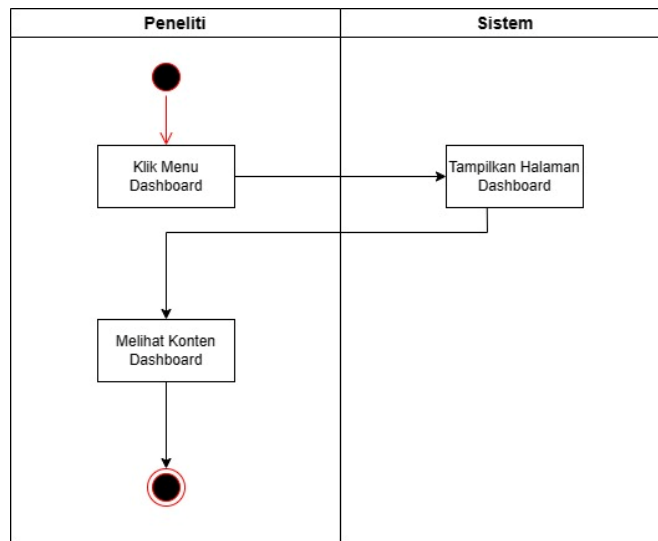 Peneliti
Sistem
Klik Menu
Dashboard
Tampilkan Halaman
Dashboard
Melihat Konten
Dashboard